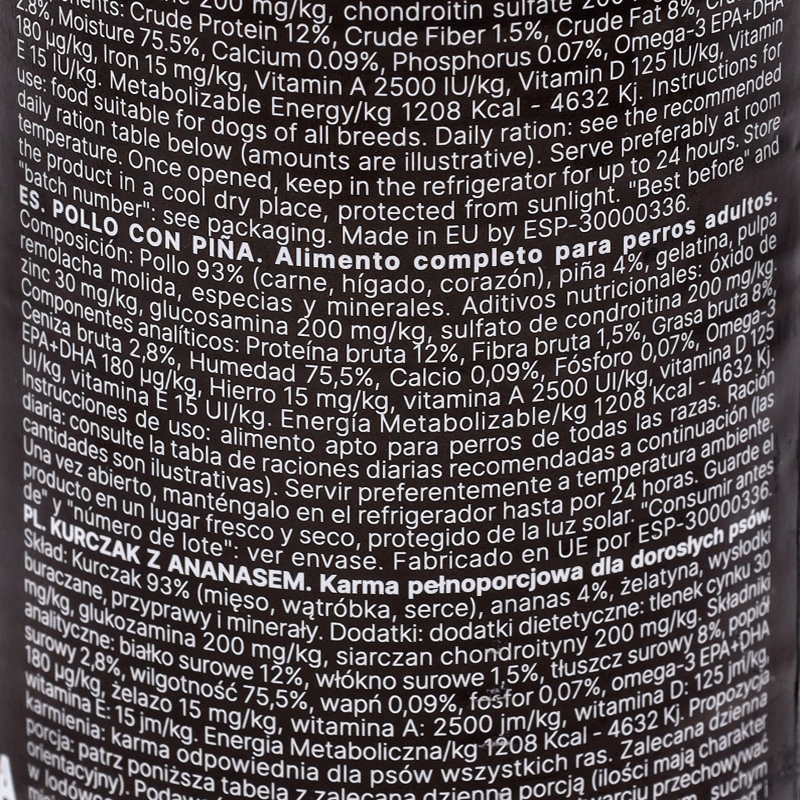 200 mg/kg, chondroitin sulfate 200
Crude Protein 12%, Crude Fiber 1.5%, Crude Fat 8%,
2.8%, Moisture 75.5%, Calcium 0.09%, Phosphorus 0.07%, Omega-3 EPA+DHA
180 µg/kg, Iron 15 mg/kg, Vitamin A 2500 IU/kg, Vitamin D 125 IU/kg, Vitamin
E 15 IU/kg. Metabolizable Energy/kg 1208 Kcal - 4632 Kj. Instructions for
use: food suitable for dogs of all breeds. Daily ration: see the recommended
daily ration table below (amounts are illustrative). Serve preferably at room
temperature. Once opened, keep in the refrigerator for up to 24 hours. Store
the product in a cool dry place, protected from sunlight. "Best before" and
"batch number": see packaging. Made in EU by ESP-30000336.
ES. POLLO CON PIÑA. Alimento completo para perros adultos.
Composición: Pollo 93% (carne, hígado, corazón), piña 4%, gelatina, pulpa
remolacha molida, especias y minerales. Aditivos nutricionales: óxido de
zinc 30 mg/kg, glucosamina 200 mg/kg, sulfato de condroitina 200 mg/kg.
Componentes analíticos: Proteína bruta 12%, Fibra bruta 1,5%, Grasa bruta 8%,
Ceniza bruta 2,8%, Humedad 75,5%, Calcio 0,09%, Fósforo 0,07%, Omega-3
EPA+DHA 180 µg/kg, Hierro 15 mg/kg, vitamina A 2500 UI/kg, vitamina D 125
UI/kg, vitamina E 15 UI/kg. Energía Metabolizable/kg 1208 Kcal - 4632 Kj.
Instrucciones de uso: alimento apto para perros de todas las razas. Ración
diaria: consulte la tabla de raciones diarias recomendadas a continuación (las
cantidades son ilustrativas). Servir preferentemente a temperatura ambiente.
Una vez abierto, manténgalo en el refrigerador hasta por 24 horas. Guarde el
producto en un lugar fresco y seco, protegido de la luz solar. "Consumir antes
de" y "número de lote": ver envase. Fabricado en UE por ESP-30000336.
PL. KURCZAK Z ANANASEM. Karma pełnoporcjowa dla dorosłych psów.
Skład: Kurczak 93% (mięso, wątróbka, serce), ananas 4%, żelatyna, wysłodki
buraczane, przyprawy i minerały. Dodatki: dodatki dietetyczne: tlenek cynku 30
mg/kg, glukozamina 200 mg/kg, siarczan chondroityny 200 mg/kg. Składniki
analityczne: białko surowe 12%, włókno surowe 1,5%, tłuszcz surowy 8%, popiół
surowy 2,8%, wilgotność 75,5%, wapń 0,09%, fosfor 0,07%, omega-3 EPA+DHA
180 µg/kg, żelazo 15 mg/kg, witamina A: 2500 jm/kg, witamina D: 125 jm/kg,
witamina E: 15 jm/kg. Energia Metaboliczna/kg 1208 Kcal - 4632 Kj. Propozycja
karmienia: karma odpowiednia dla psów wszystkich ras. Zalecana dzienna
porcja: patrz poniższa tabela z zalecaną dzienną porcją (ilości mają charakter
orientacyjny). przechowywać
w suchym